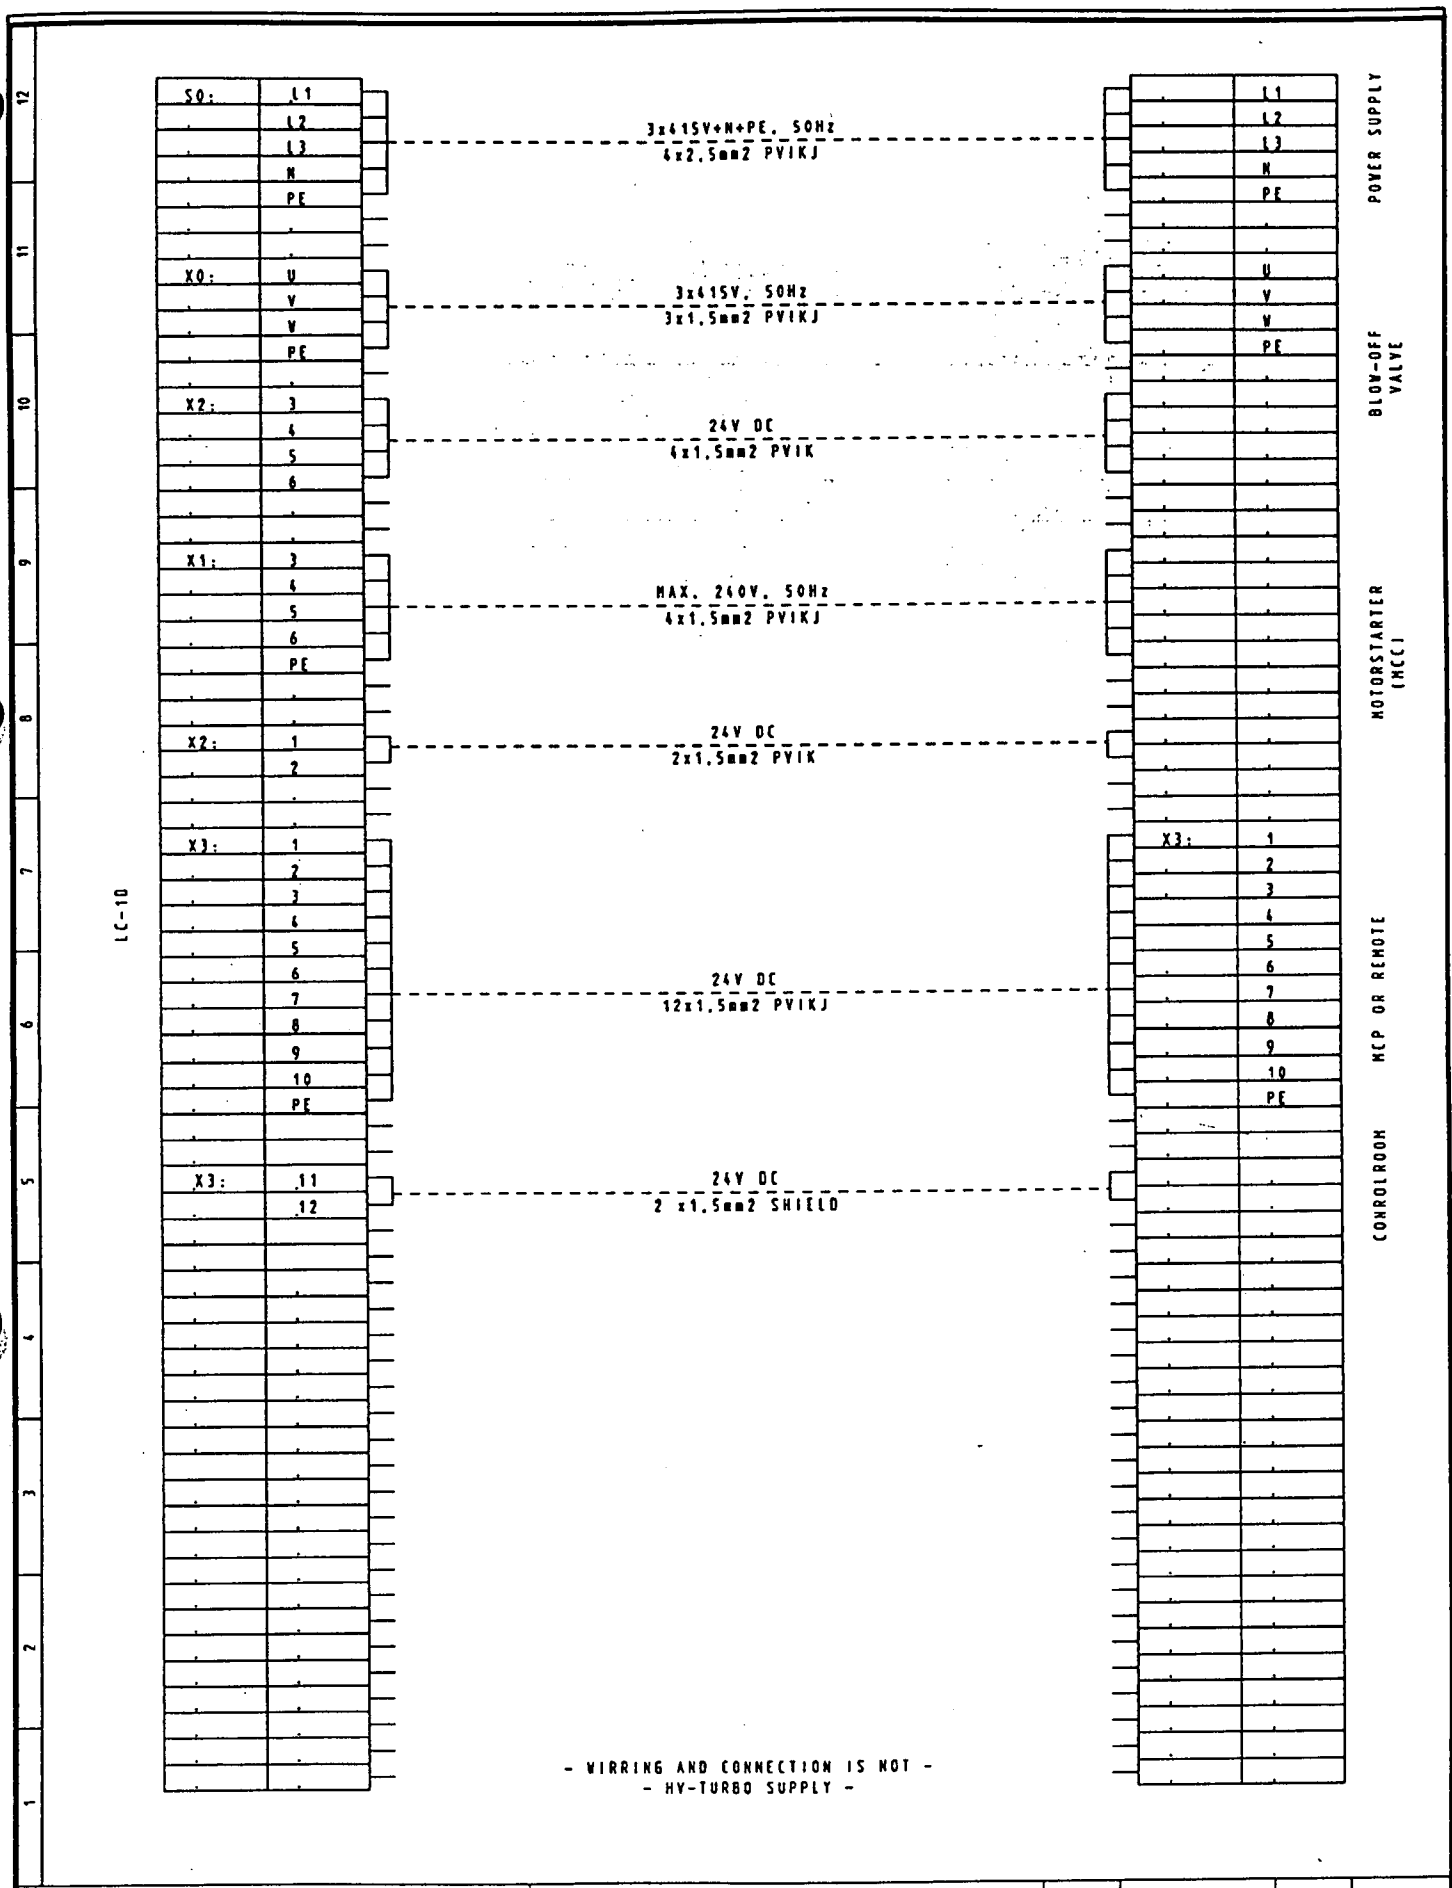 12
11
10
9
8
7
6
5
4
3
2
1
LC-10
S0: L1
L2
L3
N
PE
X0: U
V
W
PE
X2: 3
4
5
6
X1: 3
4
5
6
PE
X2: 1
2
X3: 1
2
3
4
5
6
7
8
9
10
PE
X3: 11
12
3x415V+N+PE, 50Hz
4x2,5mm2 PVIKJ
3x415V, 50Hz
3x1,5mm2 PVIKJ
24V DC
4x1,5mm2 PVIK
MAX. 240V, 50Hz
4x1,5mm2 PVIKJ
24V DC
2x1,5mm2 PVIK
24V DC
12x1,5mm2 PVIKJ
24V DC
2 x1,5mm2 SHIELD
L1
L2
L3
N
PE
U
V
W
PE
X3: 1
2
3
4
5
6
7
8
9
10
PE
POWER SUPPLY
BLOW-OFF
VALVE
MOTORSTARTER
(MCC)
MCP OR REMOTE
CONROLROOM
- WIRRING AND CONNECTION IS NOT -
- HV-TURBO SUPPLY -